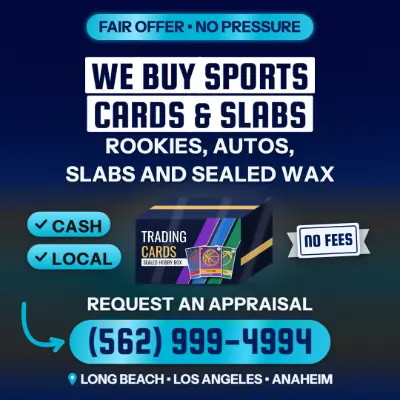 FAIR OFFER • NO PRESSURE
WE BUY SPORTS
CARDS & SLABS
ROOKIES, AUTOS,
SLABS AND SEALED WAX
CASH
LOCAL
TRADING
CARDS
SEALED HOBBY BOX
NO FEES
REQUEST AN APPRAISAL
(562) 999-4994
LONG BEACH • LOS ANGELES • ANAHEIM